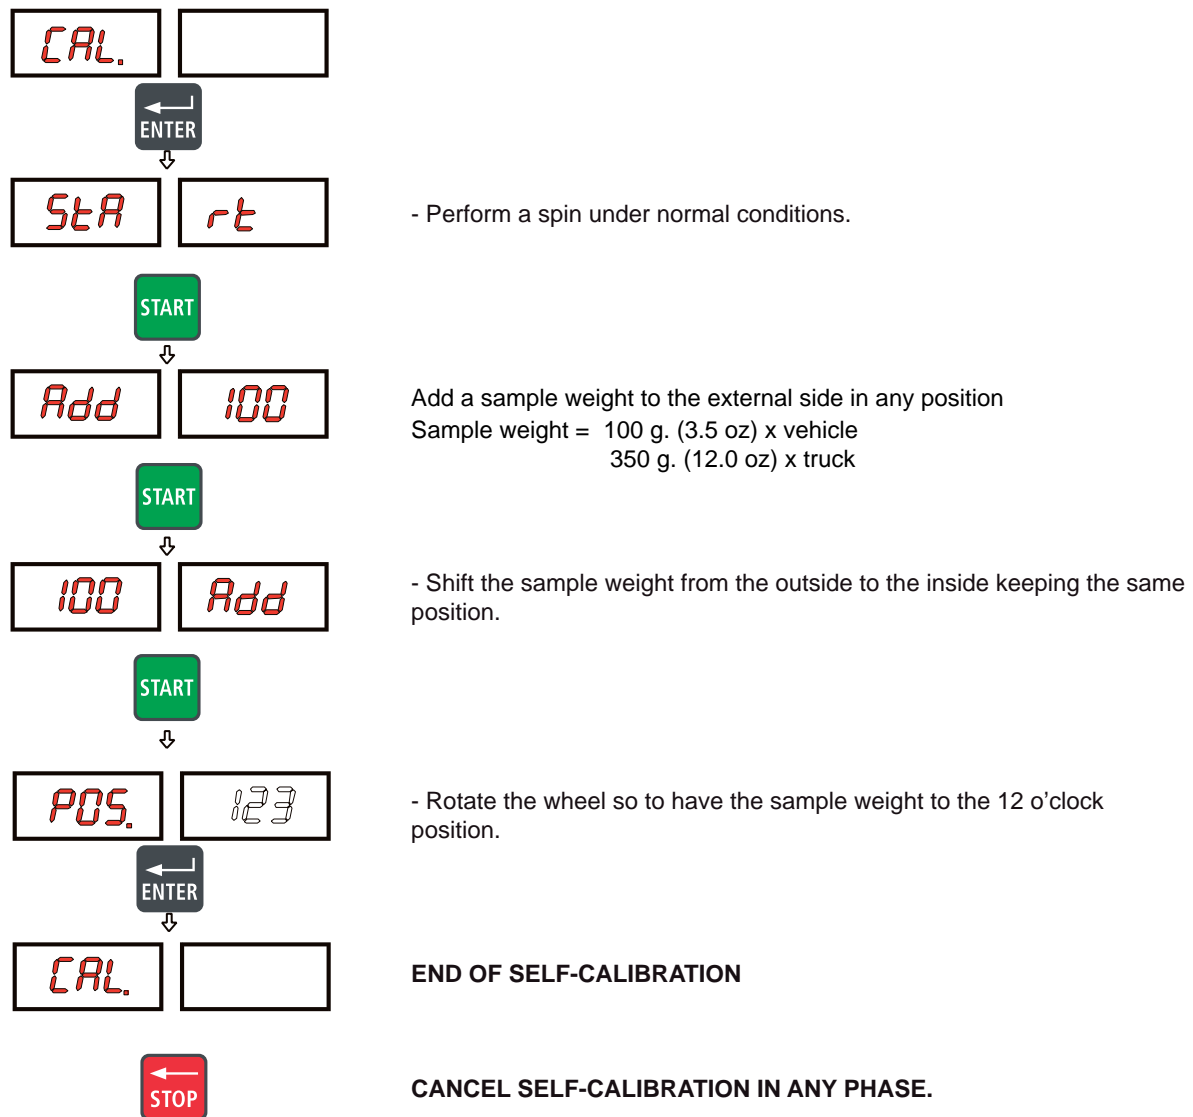 CAL.
ENTER
StA rt
- Perform a spin under normal conditions.
START
Add 100
Add a sample weight to the external side in any position
Sample weight = 100 g. (3.5 oz) x vehicle
350 g. (12.0 oz) x truck
START
100 Add
- Shift the sample weight from the outside to the inside keeping the same
position.
START
POS. 123
- Rotate the wheel so to have the sample weight to the 12 o’clock
position.
ENTER
CAL.
END OF SELF-CALIBRATION
STOP
CANCEL SELF-CALIBRATION IN ANY PHASE.